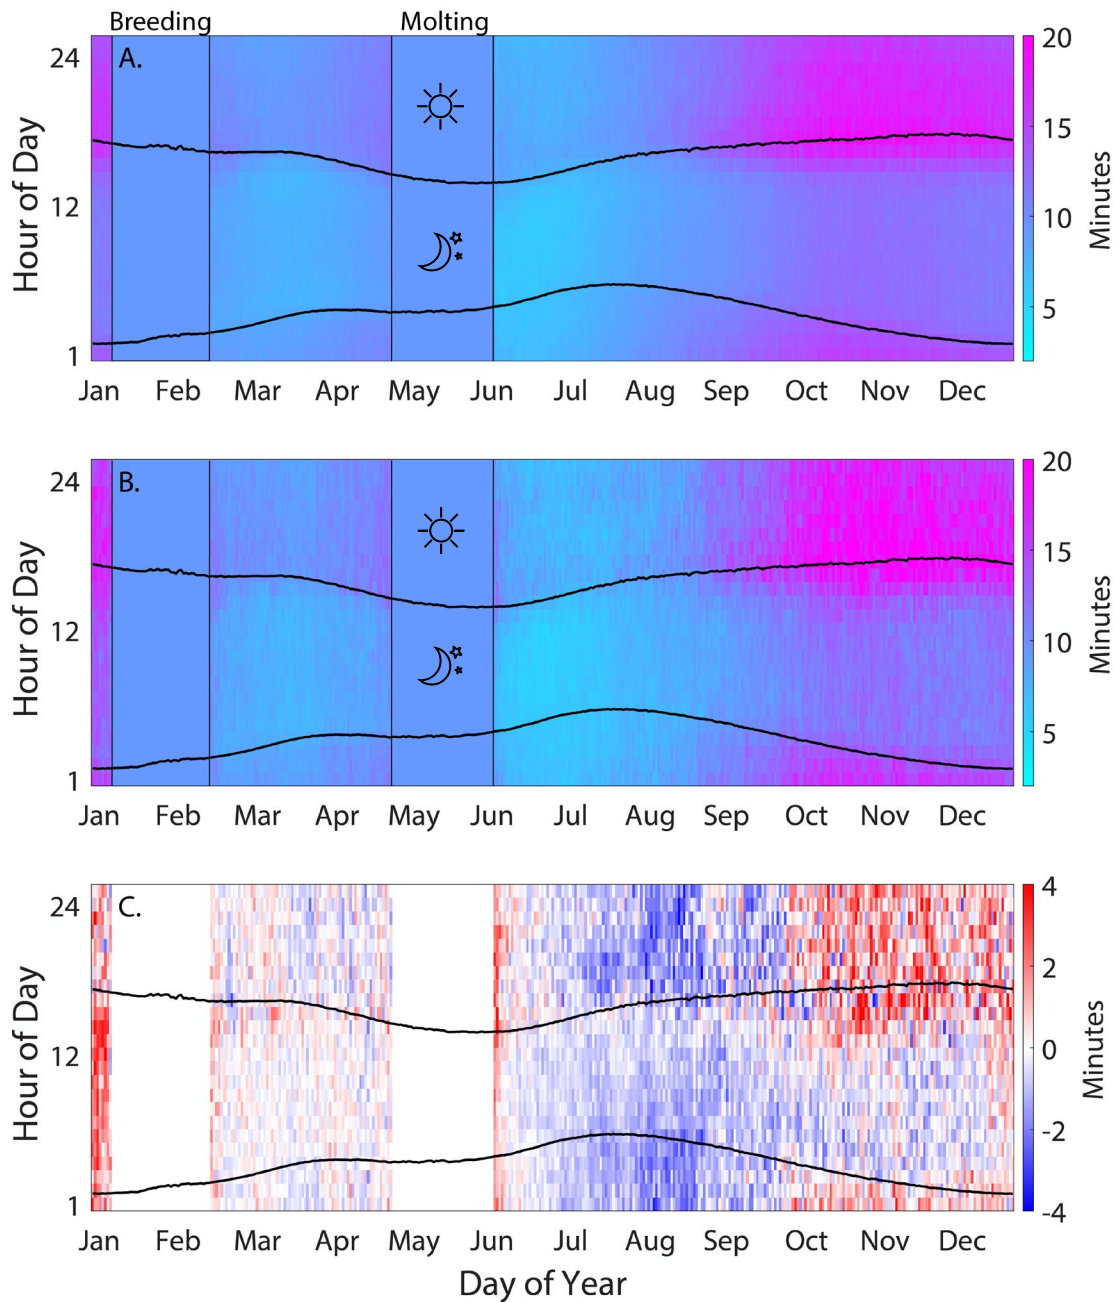 Breeding Molting
A.
24
12
1
Hour of Day
Jan Feb Mar Apr May Jun Jul Aug Sep Oct Nov Dec
20
15
10
5
Minutes
B.
24
12
1
Hour of Day
Jan Feb Mar Apr May Jun Jul Aug Sep Oct Nov Dec
20
15
10
5
Minutes
C.
24
12
1
Hour of Day
Jan Feb Mar Apr May Jun Jul Aug Sep Oct Nov Dec
4
2
0
-2
-4
Minutes
Day of Year